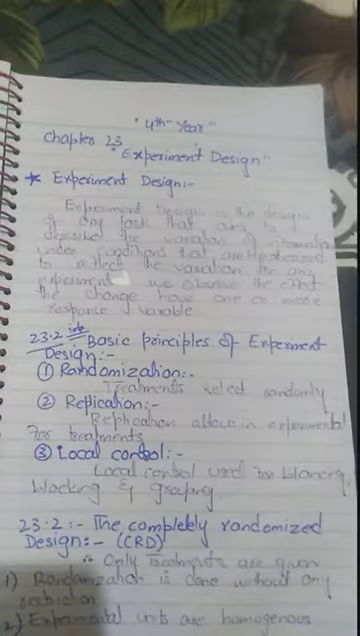 "4th-Year"
Chapter 23
"Experiment Design"
* Experiment Design:-
Experiment Designs is the design
of any task that aims to
describe the variation of information
under conditions that are hypothesized
to reflect the variation. In any
experiment we observe the effect
the change have one or more
response variable
23.2 Basic principles of Experiment
Design:-
① Randomization:-
Treatments select randomly
② Replication:-
Replication allow in experimental
for treatments
③ Local control:-
Local control used for blancing,
blocking & grouping
23.2:- The completely randomized
Design:- (CRD)
∴ Only Treatments are given
1) Randomization is done without any
restriction
2) Experimental units are homogenous